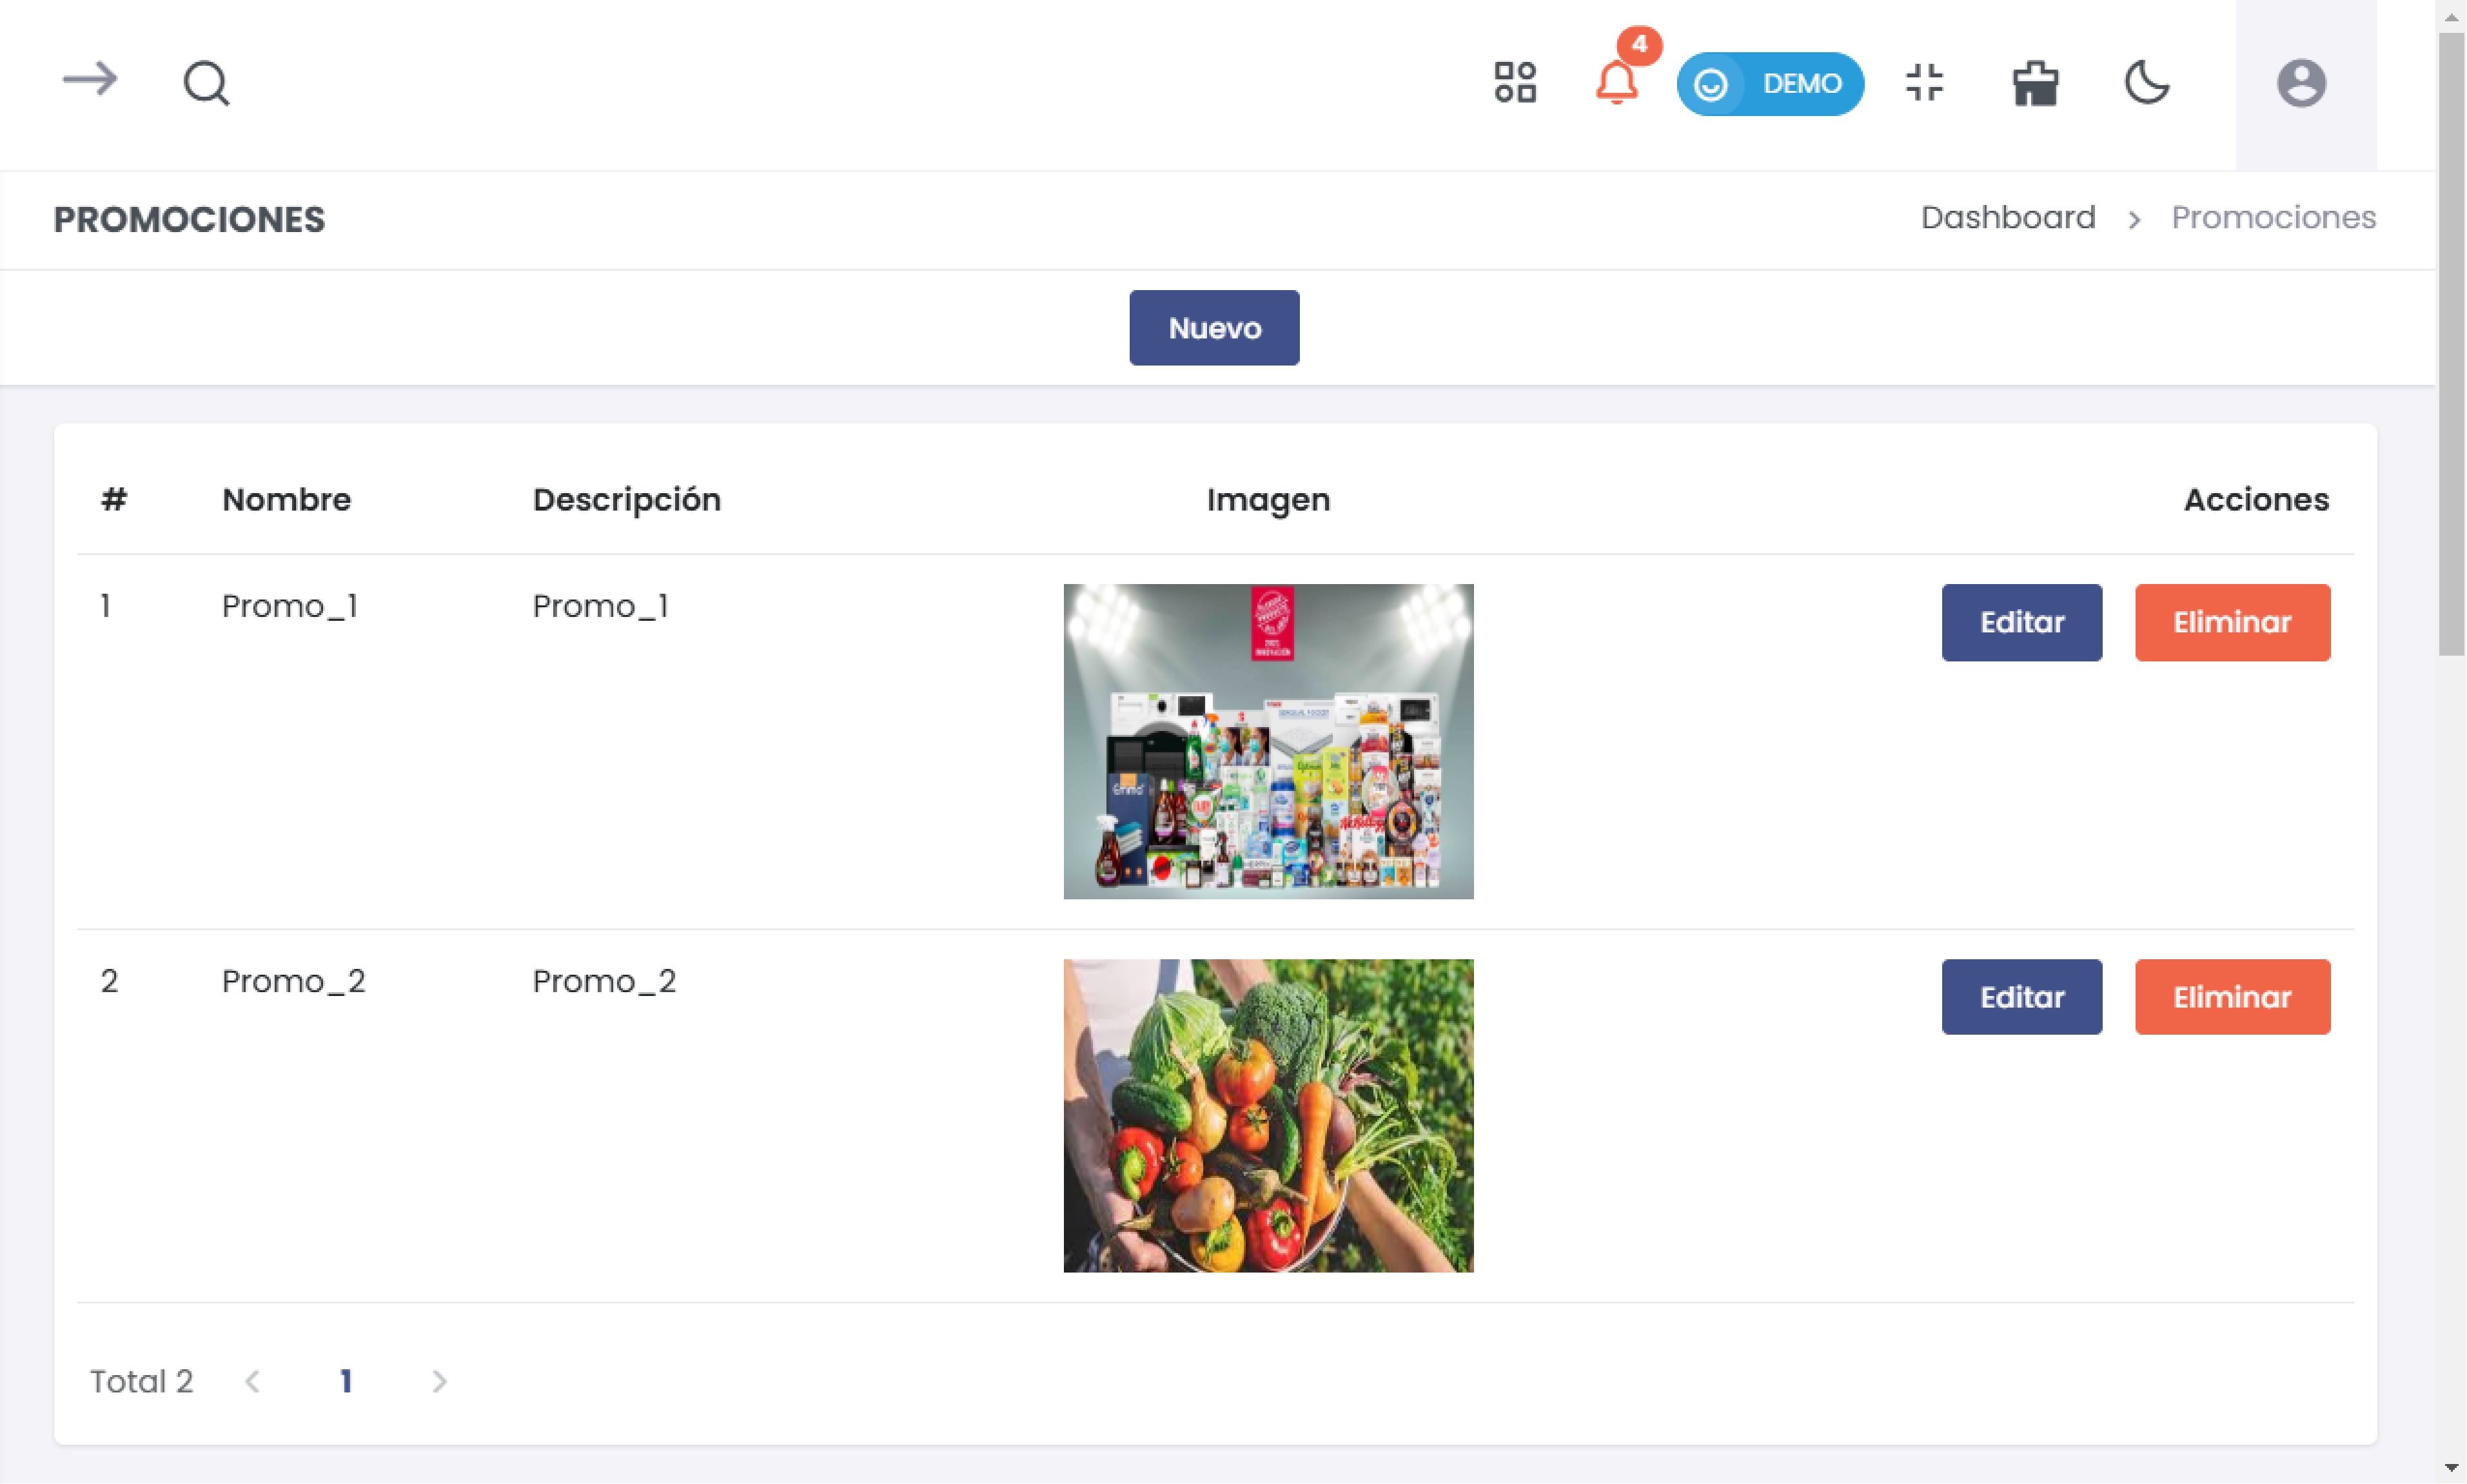 4
DEMO
PROMOCIONES
Dashboard > Promociones
Nuevo
# Nombre Descripción Imagen Acciones
1 Promo_1 Promo_1 Editar Eliminar
Emma
2 Promo_2 Promo_2 Editar Eliminar
Total 2 < 1 >